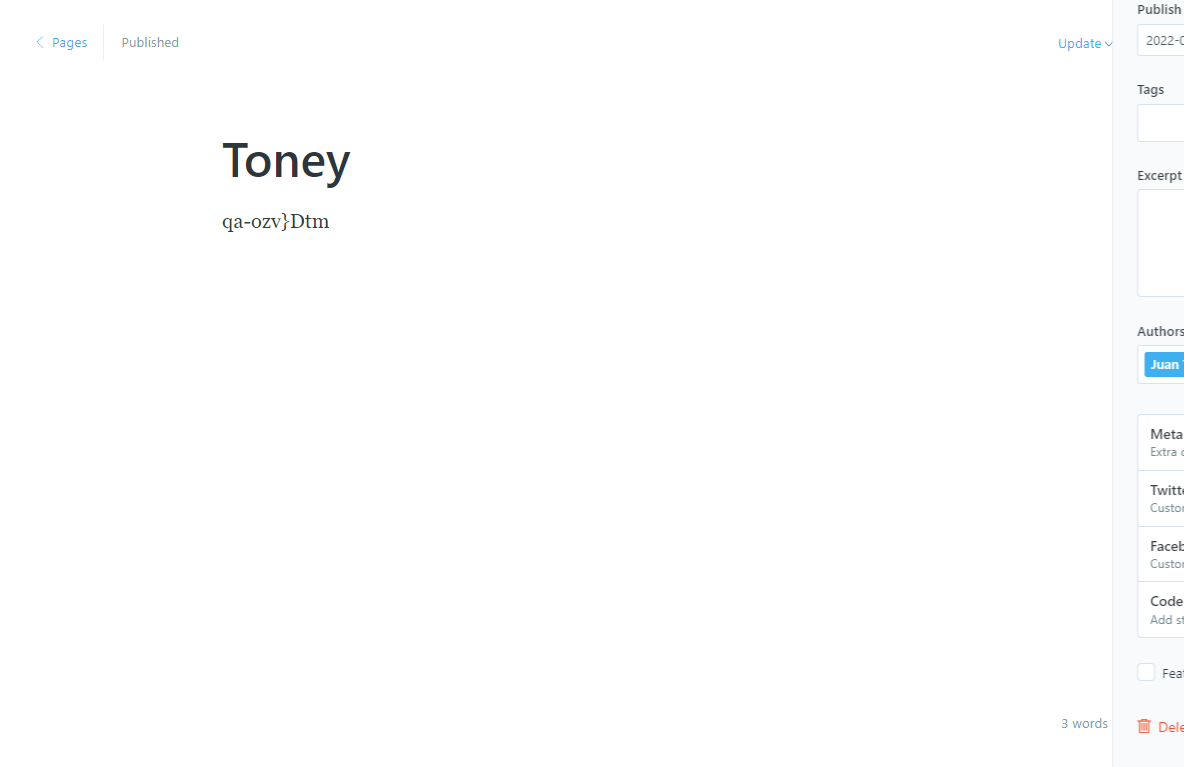 Pages
Published
Update
Toney
qa-ozv}Dtm
3 words
Publish
2022-0
Tags
Excerpt
Authors
Juan
Meta
Extra
Twitte
Custor
Faceb
Custor
Code
Add st
Feat
Dele